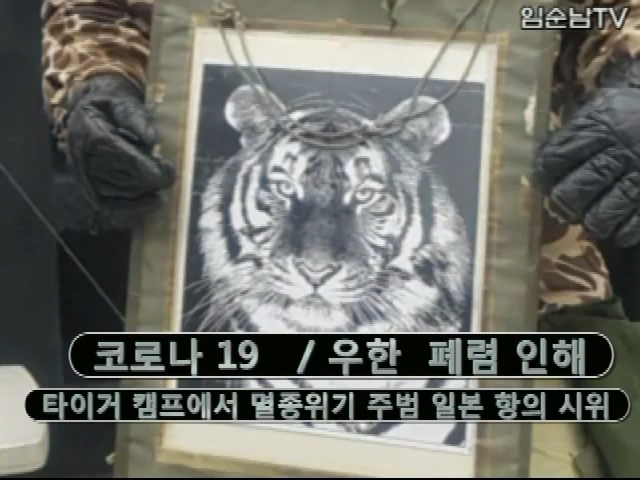 임순남TV
코로나 19 / 우한 폐렴 인해
타이거 캠프에서 멸종위기 주범 일본 항의 시위